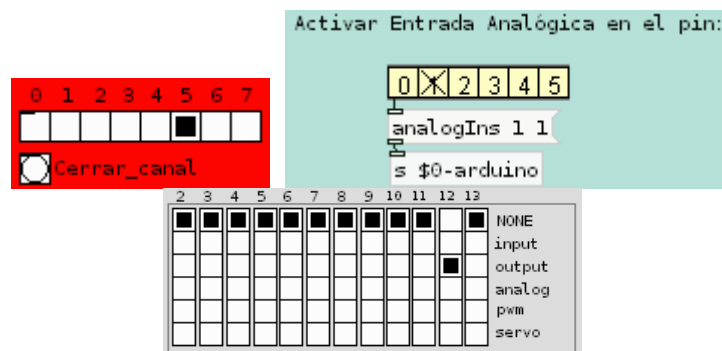 Activar Entrada Analógica en el pin:
0 1 2 3 4 5 6 7
Cerrar_canal
0 1 2 3 4 5
analogIns 1 1
s $0-arduino
2 3 4 5 6 7 8 9 10 11 12 13
NONE
input
output
analog
pwm
servo